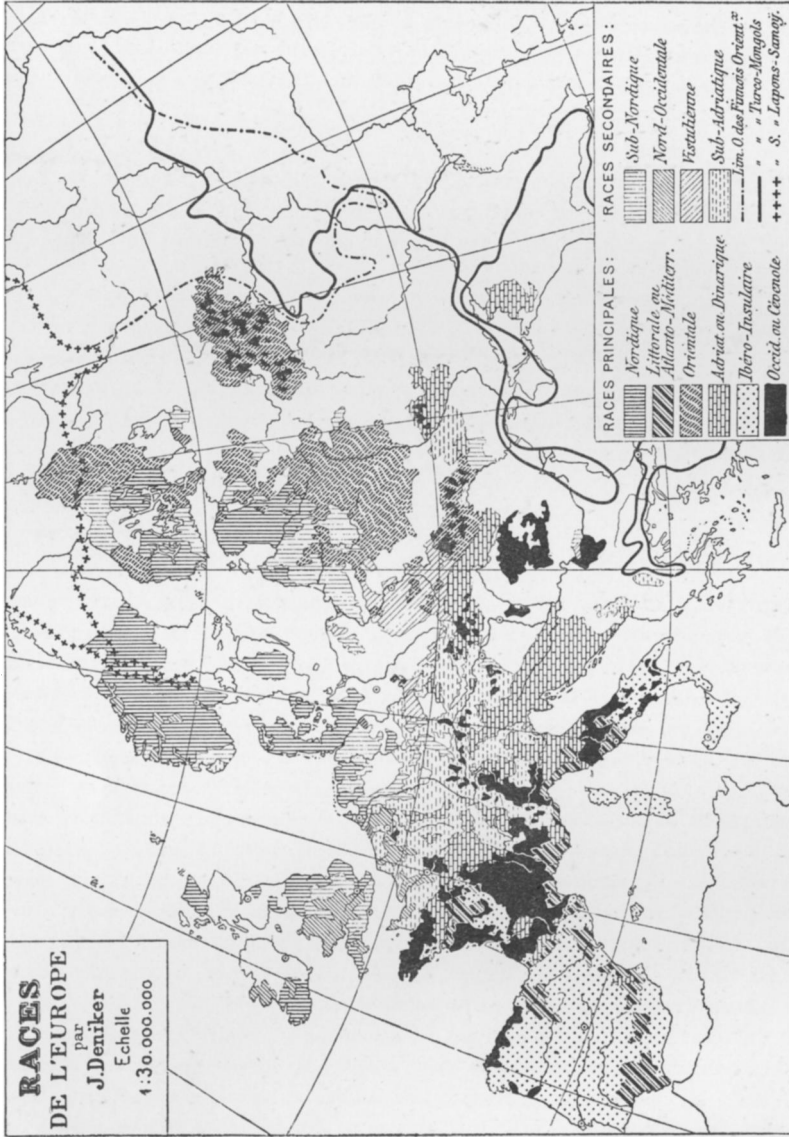 RACES
DE L'EUROPE
par
J. Deniker
Echelle
1:30.000.000
RACES PRINCIPALES:
Nordique
Littorale ou
Atlanto-Méditerr.
Orientale
Adriat. ou Dinarique
Ibéro-Insulaire
Occid. ou Cévenole
RACES SECONDAIRES:
Sub-Nordique
Nord-Occidentale
Vistulienne
Sub-Adriatique
Lim. O. des Finnois Orient.x
" " " Turco-Mongols
" S. " Lapons-Samoÿ.